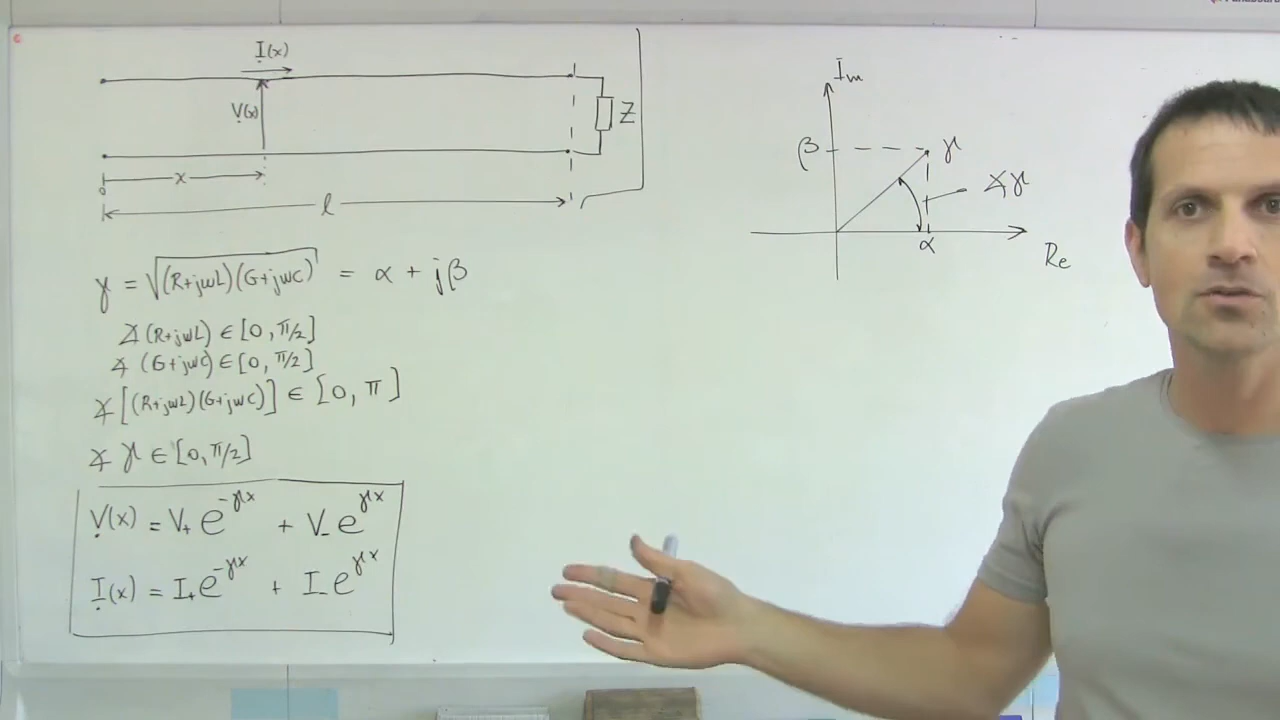 I(x)
V(x)
Z
x
l
γ = √(R+jωL)(G+jωC) = α + jβ
∡(R+jωL) ∈ [0, π/2]
∡(G+jωC) ∈ [0, π/2]
∡[(R+jωL)(G+jωC)] ∈ [0, π]
∡γ ∈ [0, π/2]
V(x) = V₊e^-γx + V₋e^γx
I(x) = I₊e^-γx + I₋e^γx
Im
β
γ
∡γ
α
Re